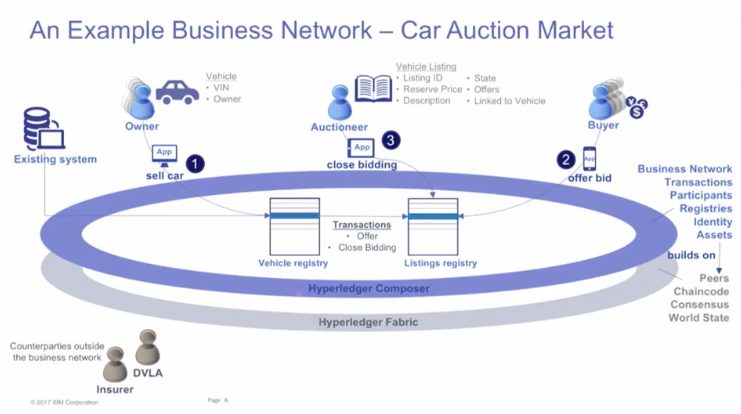 An Example Business Network – Car Auction Market
Vehicle
• VIN
• Owner
Vehicle Listing
• Listing ID
• Reserve Price
• Description
• State
• Offers
• Linked to Vehicle
Owner
Auctioneer
Buyer
Existing system
App
1
sell car
App
3
close bidding
2
App
offer bid
Business Network
Transactions
Participants
Registries
Identity
Assets
Transactions
• Offer
• Close Bidding
Vehicle registry
Listings registry
builds on
Peers
Chaincode
Consensus
World State
Hyperledger Composer
Hyperledger Fabric
Counterparties outside
the business network
DVLA
Insurer
© 2017 IBM Corporation
Page 6